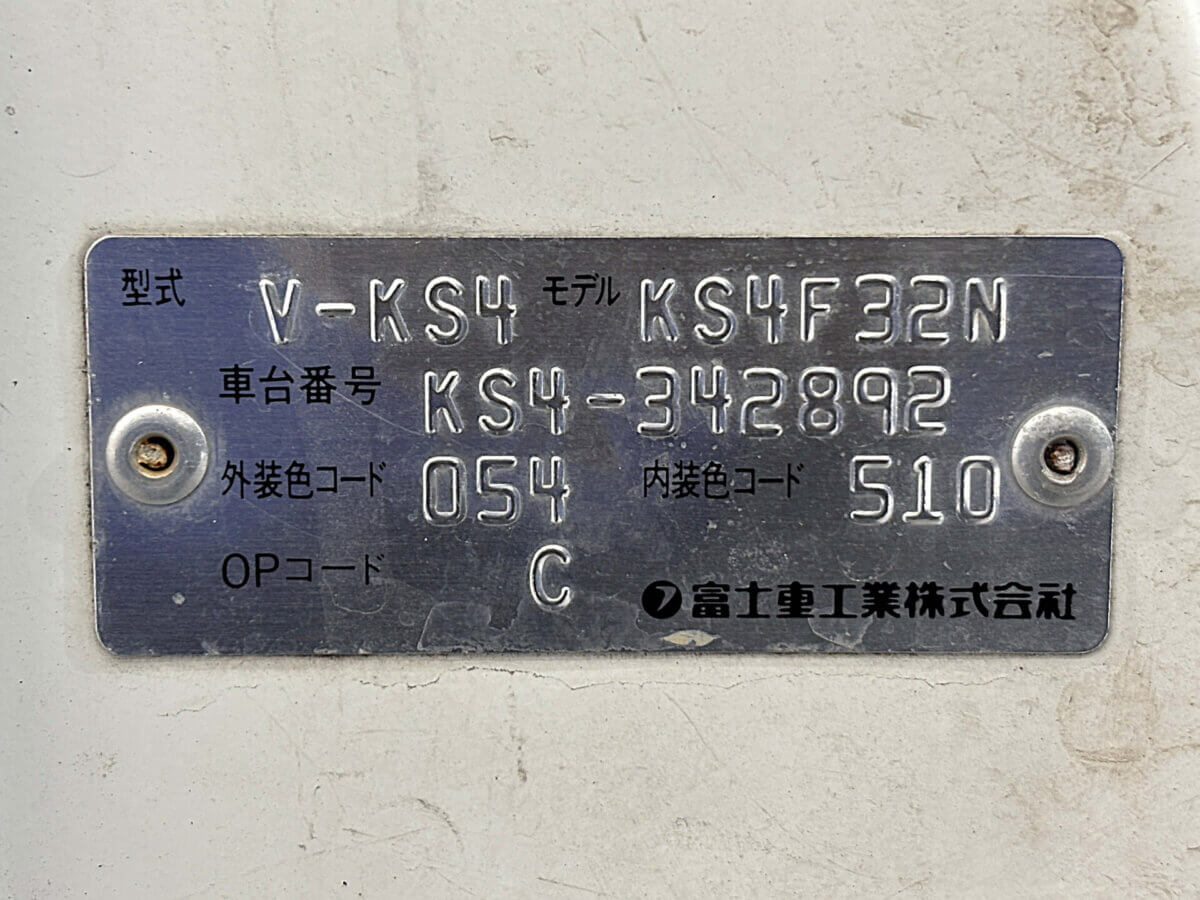 型式 V-KS4 モデル KS4F32N
車台番号 KS4-342892
外装色コード 054 内装色コード 510
OPコード C
富士重工業株式会社